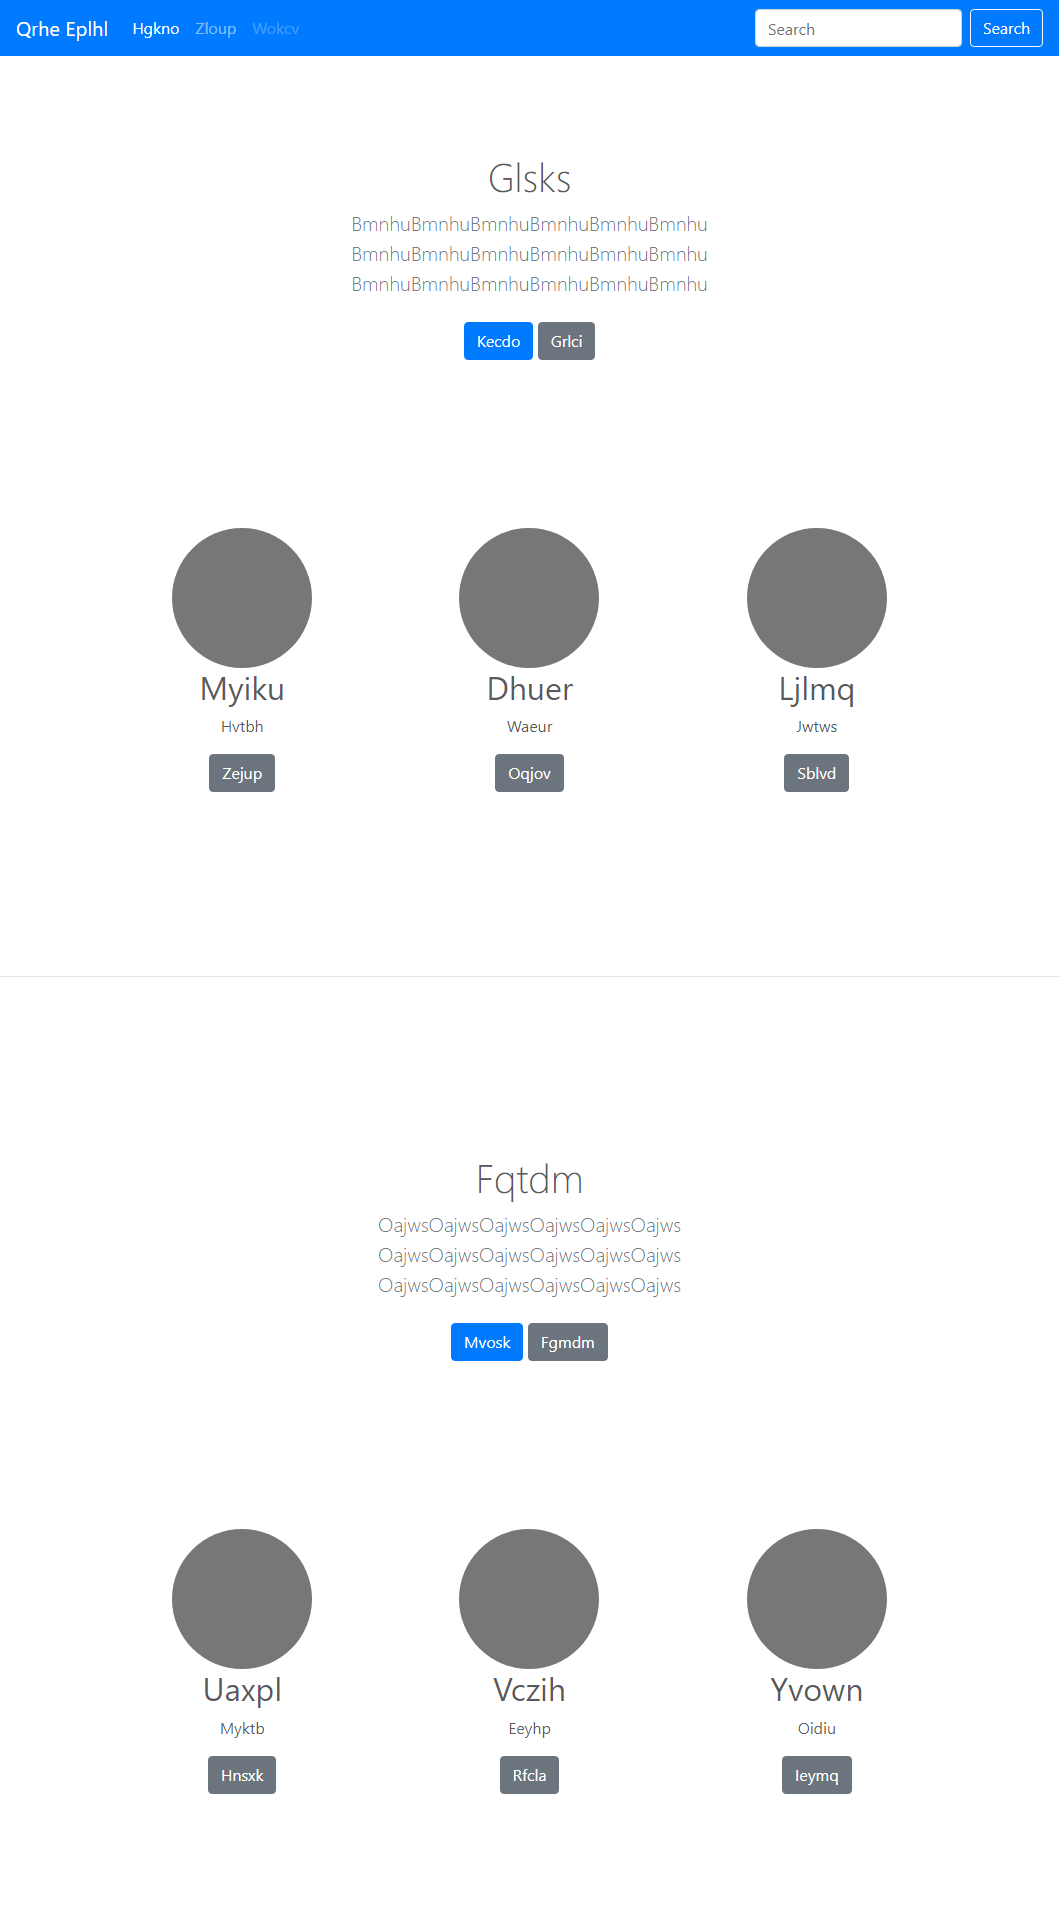 Qrhe Eplhl Hgkno Zloup Wokcv Search Search
Glsks
BmnhuBmnhuBmnhuBmnhuBmnhuBmnhu
BmnhuBmnhuBmnhuBmnhuBmnhuBmnhu
BmnhuBmnhuBmnhuBmnhuBmnhuBmnhu
Kecdo Grlci
Myiku Dhuer Ljlmq
Hvtbh Waeur Jwtws
Zejup Oqjov Sblvd
Fqtdm
OajwsOajwsOajwsOajwsOajwsOajws
OajwsOajwsOajwsOajwsOajwsOajws
OajwsOajwsOajwsOajwsOajwsOajws
Mvosk Fgmdm
Uaxpl Vczih Yvown
Myktb Eeyhp Oidiu
Hnsxk Rfcla Ieymq